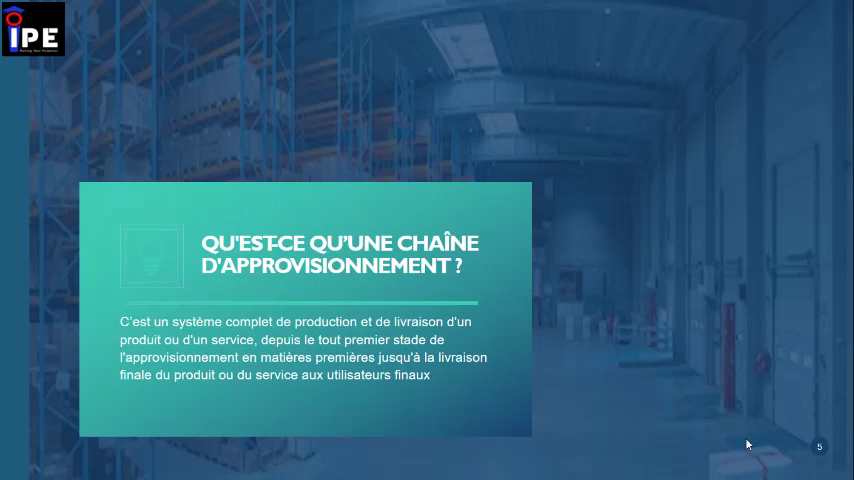 IPE
QU'EST-CE QU'UNE CHAÎNE
D'APPROVISIONNEMENT ?
C'est un système complet de production et de livraison d'un
produit ou d'un service, depuis le tout premier stade de
l'approvisionnement en matières premières jusqu'à la livraison
finale du produit ou du service aux utilisateurs finaux
5